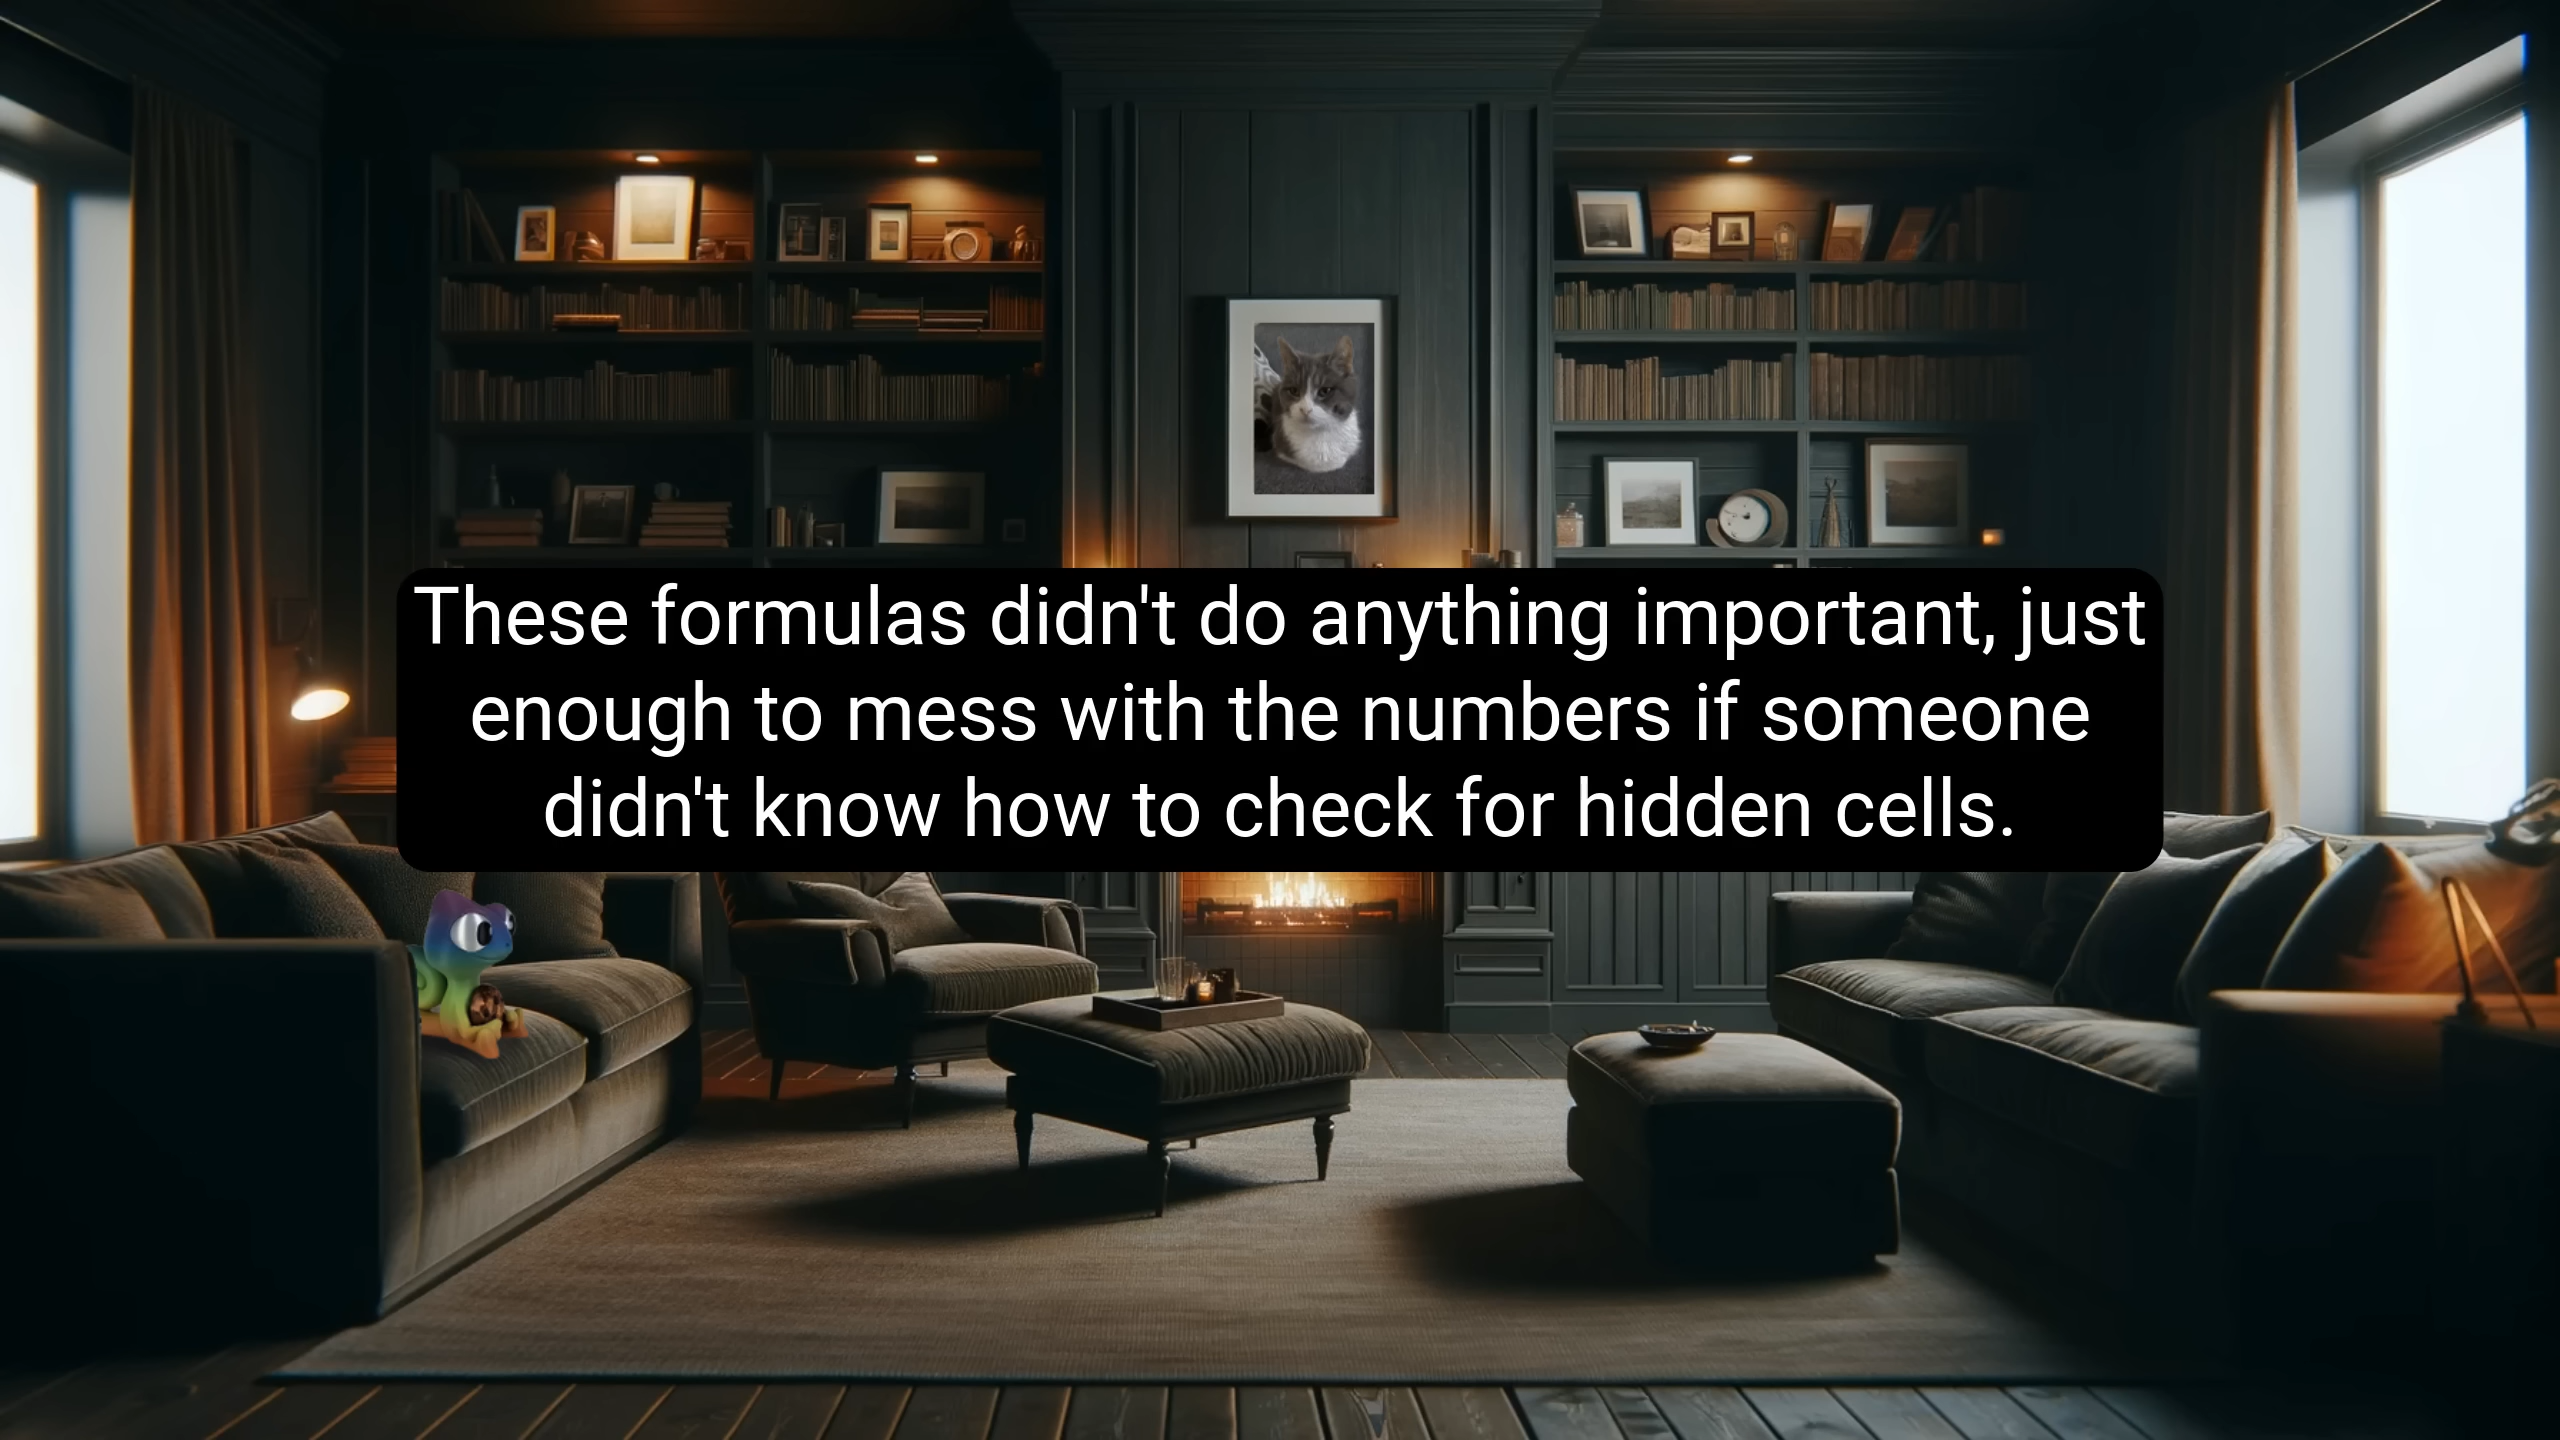 These formulas didn't do anything important, just
enough to mess with the numbers if someone
didn't know how to check for hidden cells.